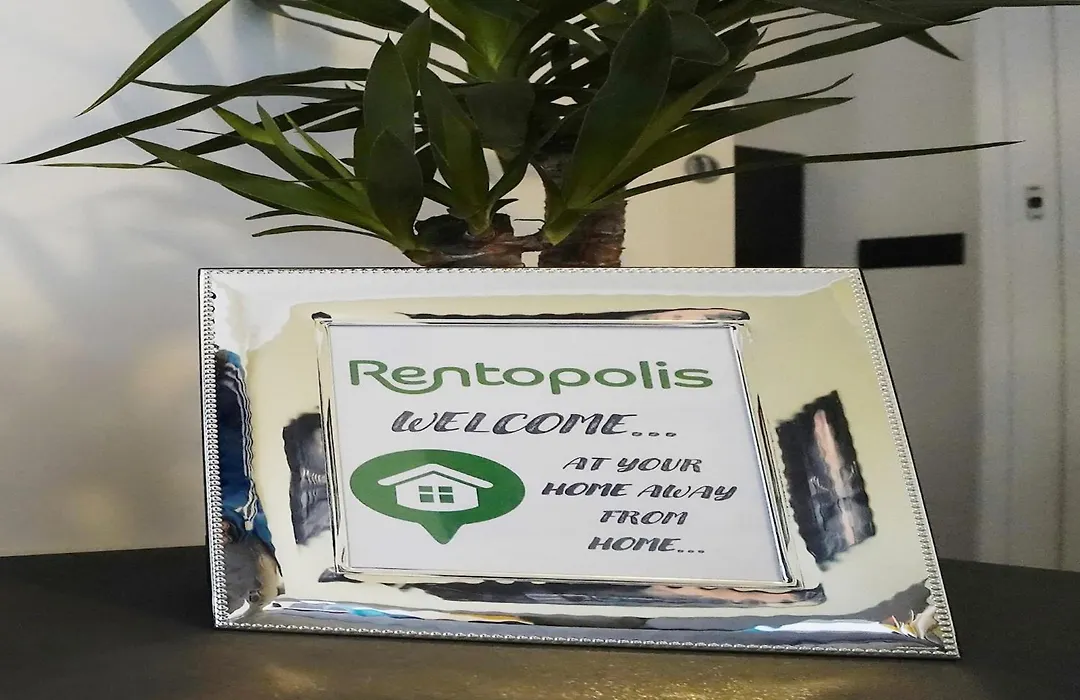 Rentopolis
WELCOME...
AT YOUR
HOME AWAY
FROM
HOME...